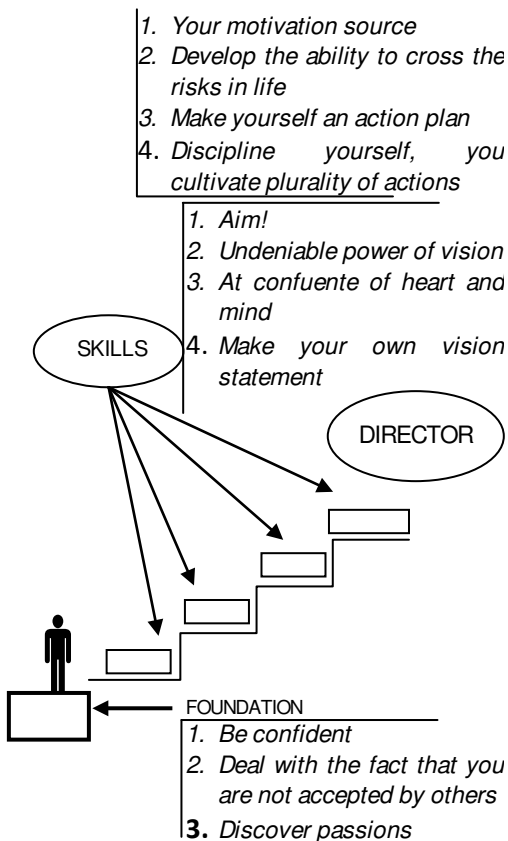 1. Your motivation source
2. Develop the ability to cross the
risks in life
3. Make yourself an action plan
4. Discipline yourself, you
cultivate plurality of actions
1. Aim!
2. Undeniable power of vision
3. At confuente of heart and
mind
4. Make your own vision
statement
SKILLS
DIRECTOR
FOUNDATION
1. Be confident
2. Deal with the fact that you
are not accepted by others
3. Discover passions